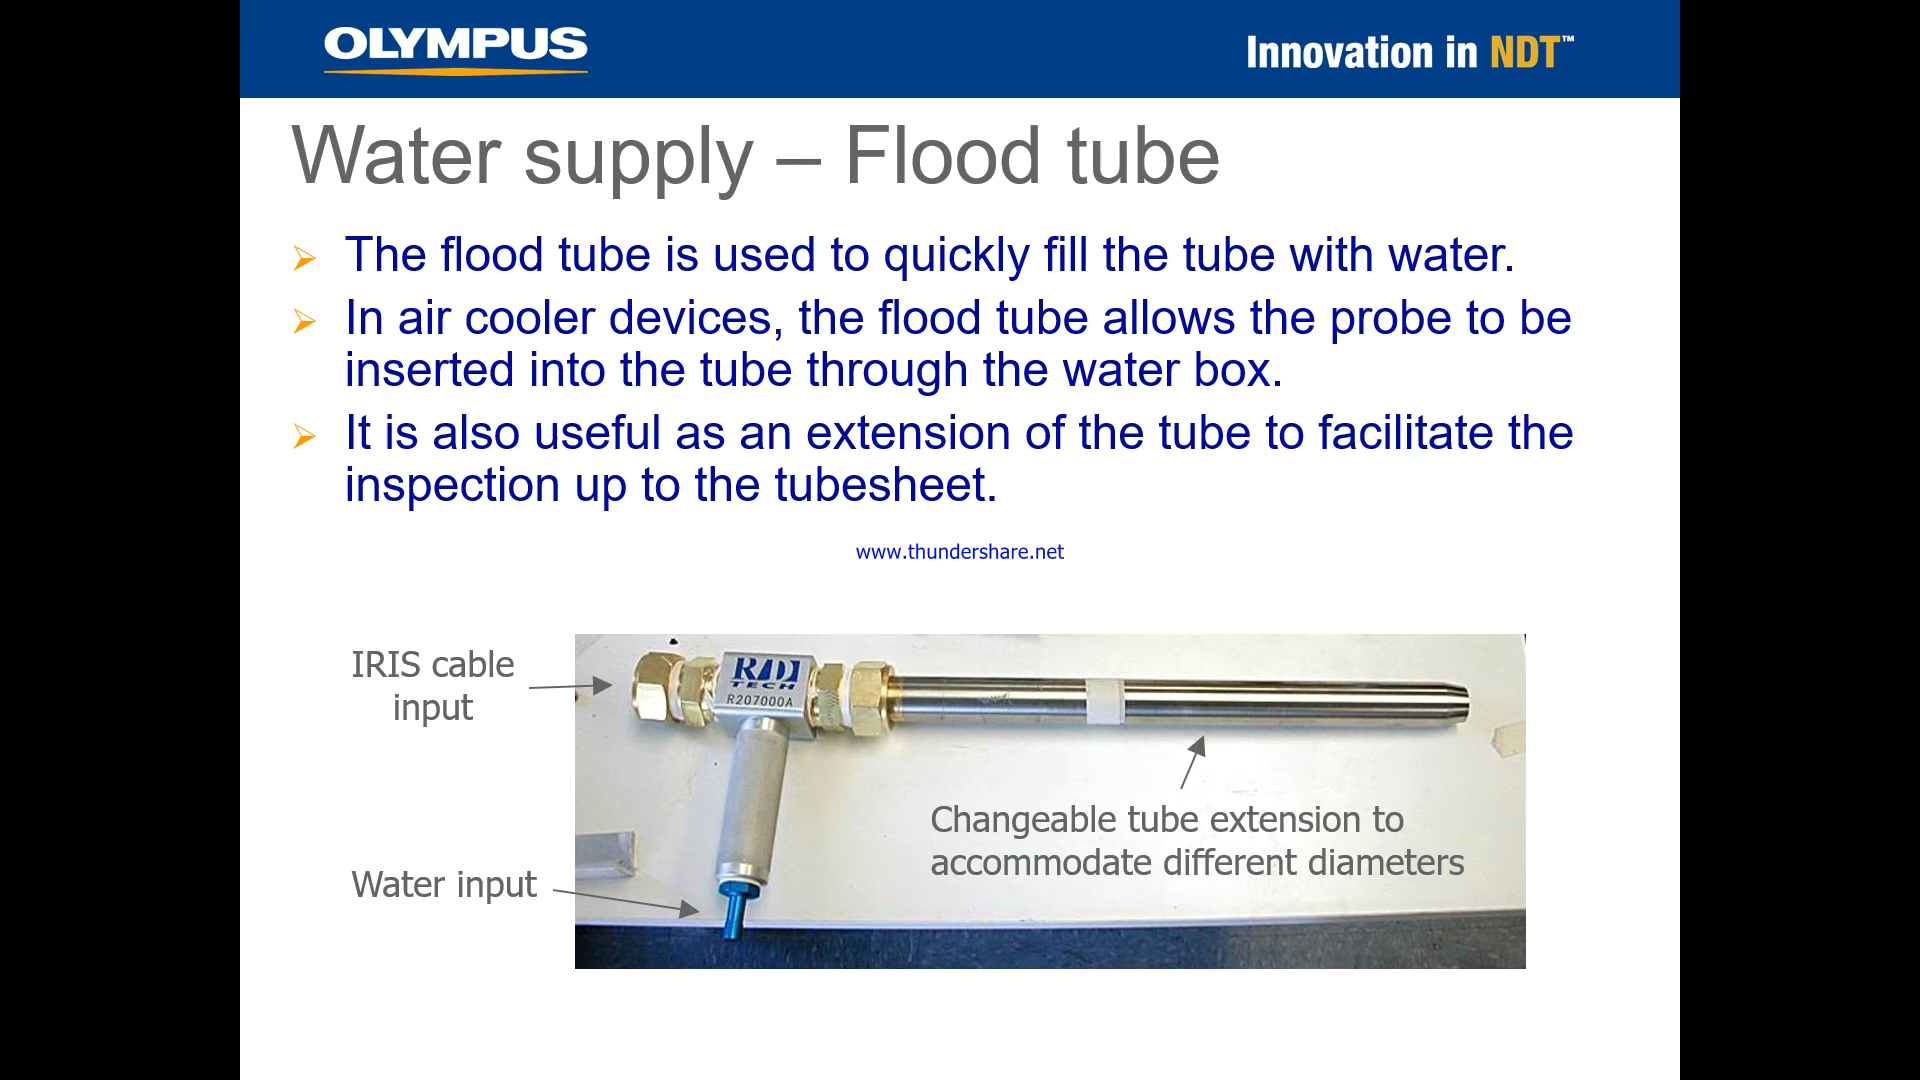 OLYMPUS
Innovation in NDT™
Water supply – Flood tube
The flood tube is used to quickly fill the tube with water.
In air cooler devices, the flood tube allows the probe to be
inserted into the tube through the water box.
It is also useful as an extension of the tube to facilitate the
inspection up to the tubesheet.
www.thundershare.net
IRIS cable
input
R/D TECH
R207000A
Changeable tube extension to
accommodate different diameters
Water input